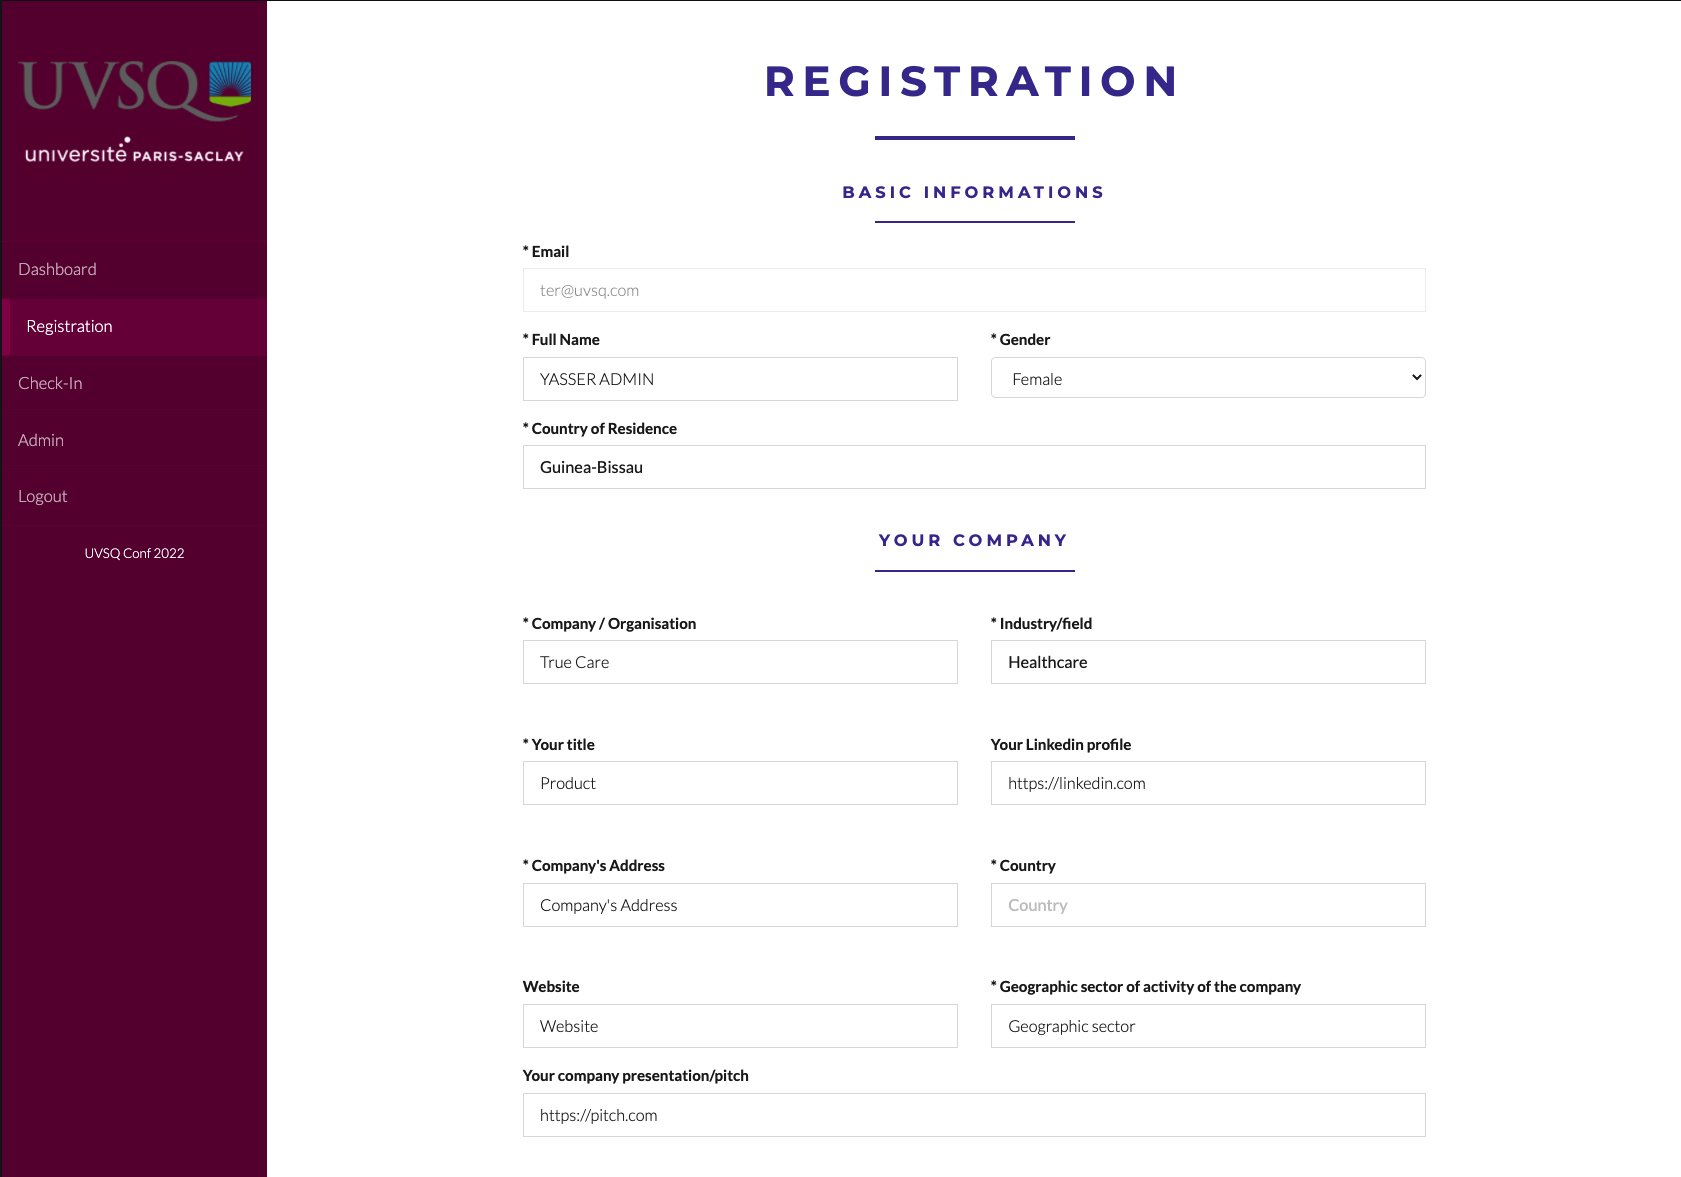 UVSQ
université PARIS-SACLAY
Dashboard
Registration
Check-In
Admin
Logout
UVSQ Conf 2022
REGISTRATION
BASIC INFORMATIONS
* Email
ter@uvsq.com
* Full Name
* Gender
YASSER ADMIN
Female
* Country of Residence
Guinea-Bissau
YOUR COMPANY
* Company / Organisation
* Industry/field
True Care
Healthcare
* Your title
Your Linkedin profile
Product
https://linkedin.com
* Company's Address
* Country
Company's Address
Country
Website
* Geographic sector of activity of the company
Website
Geographic sector
Your company presentation/pitch
https://pitch.com